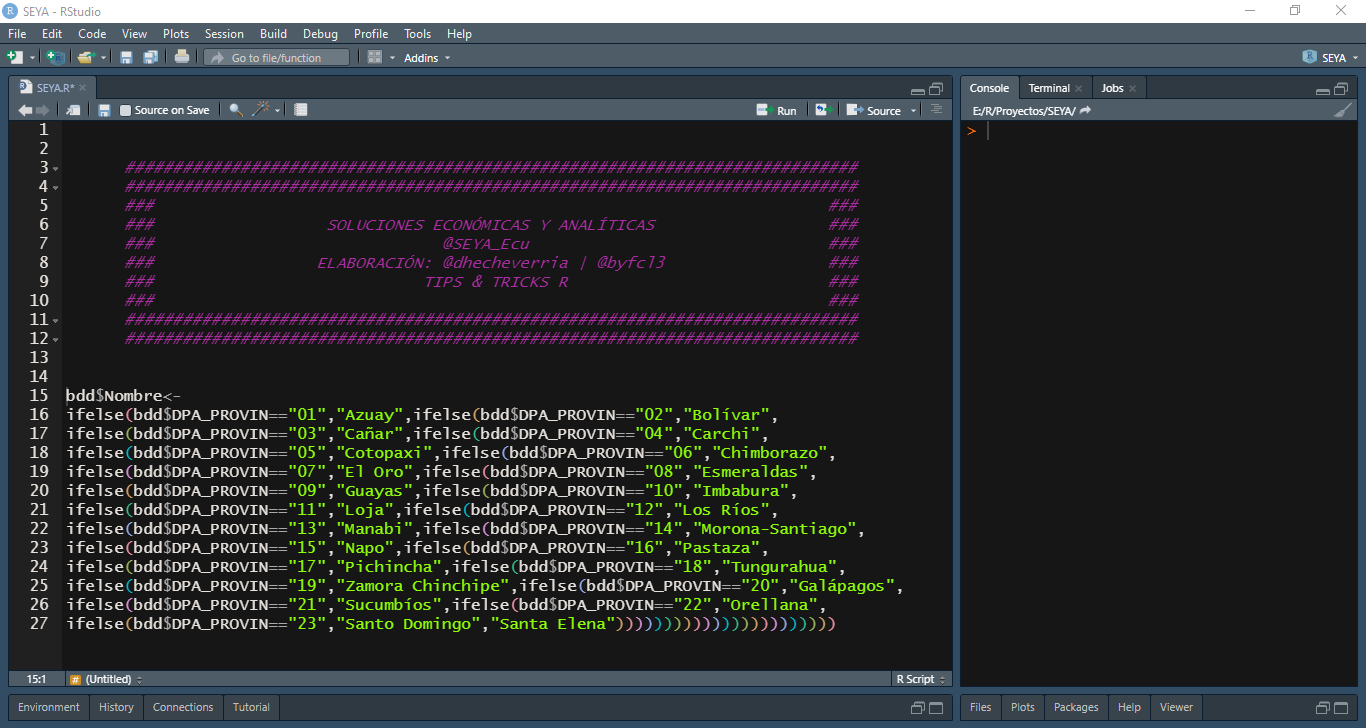 SEYA - RStudio
File Edit Code View Plots Session Build Debug Profile Tools Help
Go to file/function Addins SEYA
SEYA.R*
Source on Save Run Source
1
2
3 #############################################################################
4 #############################################################################
5 ### ###
6 ### SOLUCIONES ECONÓMICAS Y ANALÍTICAS ###
7 ### @SEYA_Ecu ###
8 ### ELABORACIÓN: @dhecheverria | @byfcl3 ###
9 ### TIPS & TRICKS R ###
10 ### ###
11 #############################################################################
12 #############################################################################
13
14
15 bdd$Nombre<-
16 ifelse(bdd$DPA_PROVIN=="01","Azuay",ifelse(bdd$DPA_PROVIN=="02","Bolívar",
17 ifelse(bdd$DPA_PROVIN=="03","Cañar",ifelse(bdd$DPA_PROVIN=="04","Carchi",
18 ifelse(bdd$DPA_PROVIN=="05","Cotopaxi",ifelse(bdd$DPA_PROVIN=="06","Chimborazo",
19 ifelse(bdd$DPA_PROVIN=="07","El Oro",ifelse(bdd$DPA_PROVIN=="08","Esmeraldas",
20 ifelse(bdd$DPA_PROVIN=="09","Guayas",ifelse(bdd$DPA_PROVIN=="10","Imbabura",
21 ifelse(bdd$DPA_PROVIN=="11","Loja",ifelse(bdd$DPA_PROVIN=="12","Los Ríos",
22 ifelse(bdd$DPA_PROVIN=="13","Manabi",ifelse(bdd$DPA_PROVIN=="14","Morona-Santiago",
23 ifelse(bdd$DPA_PROVIN=="15","Napo",ifelse(bdd$DPA_PROVIN=="16","Pastaza",
24 ifelse(bdd$DPA_PROVIN=="17","Pichincha",ifelse(bdd$DPA_PROVIN=="18","Tungurahua",
25 ifelse(bdd$DPA_PROVIN=="19","Zamora Chinchipe",ifelse(bdd$DPA_PROVIN=="20","Galápagos",
26 ifelse(bdd$DPA_PROVIN=="21","Sucumbíos",ifelse(bdd$DPA_PROVIN=="22","Orellana",
27 ifelse(bdd$DPA_PROVIN=="23","Santo Domingo","Santa Elena")))))))))))))))))))))))
15:1 # (Untitled) R Script
Environment History Connections Tutorial
Console Terminal Jobs
E:/R/Proyectos/SEYA/
>
Files Plots Packages Help Viewer